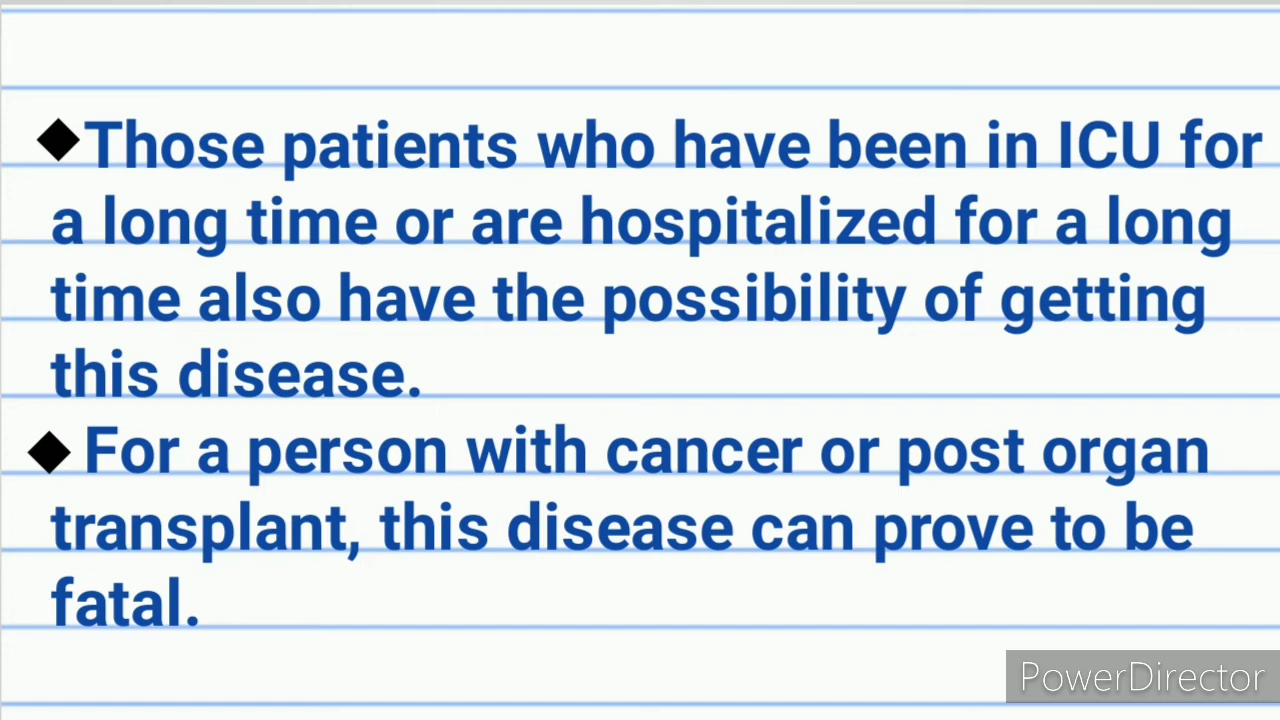 ◆Those patients who have been in ICU for
a long time or are hospitalized for a long
time also have the possibility of getting
this disease.
◆ For a person with cancer or post organ
transplant, this disease can prove to be
fatal.
PowerDirector